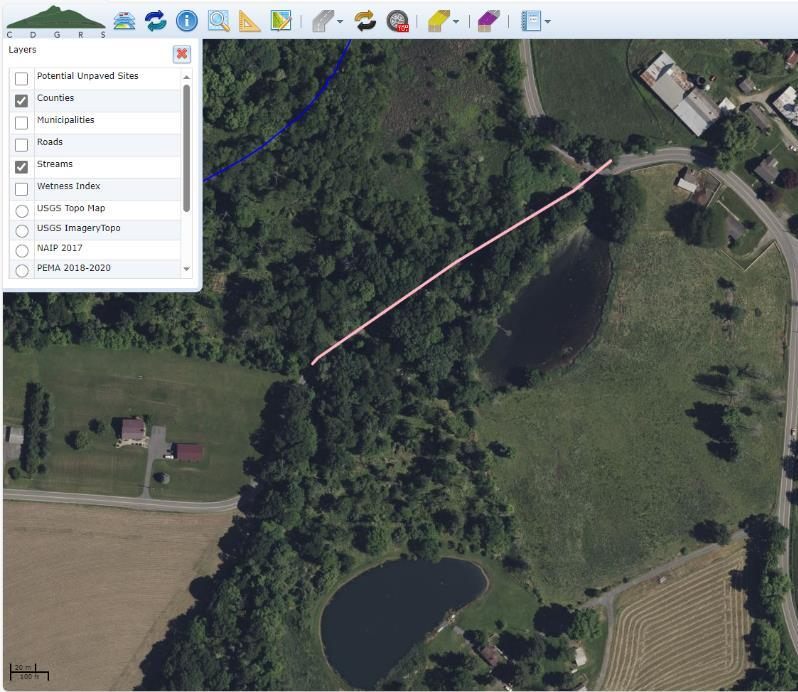 C D G R S
Layers
Potential Unpaved Sites
Counties
Municipalities
Roads
Streams
Wetness Index
USGS Topo Map
USGS ImageryTopo
NAIP 2017
PEMA 2018-2020
20 m
100 ft